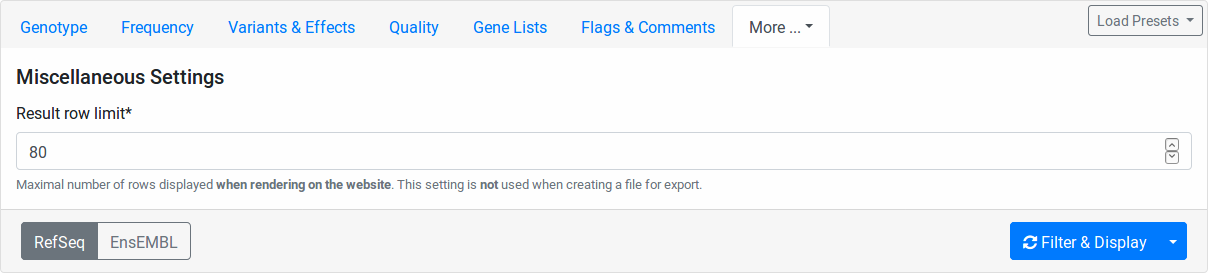 Genotype Frequency Variants & Effects Quality Gene Lists Flags & Comments More ... Load Presets
Miscellaneous Settings
Result row limit*
80
Maximal number of rows displayed when rendering on the website. This setting is not used when creating a file for export.
RefSeq EnsEMBL Filter & Display